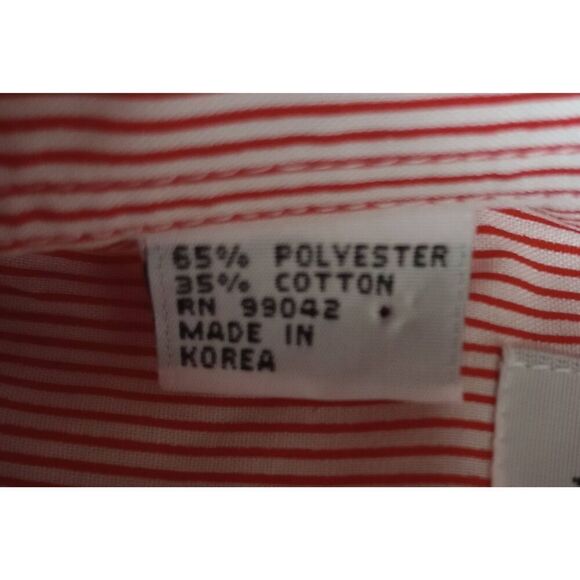 65% POLYESTER
35% COTTON
RN 99042
MADE IN
KOREA